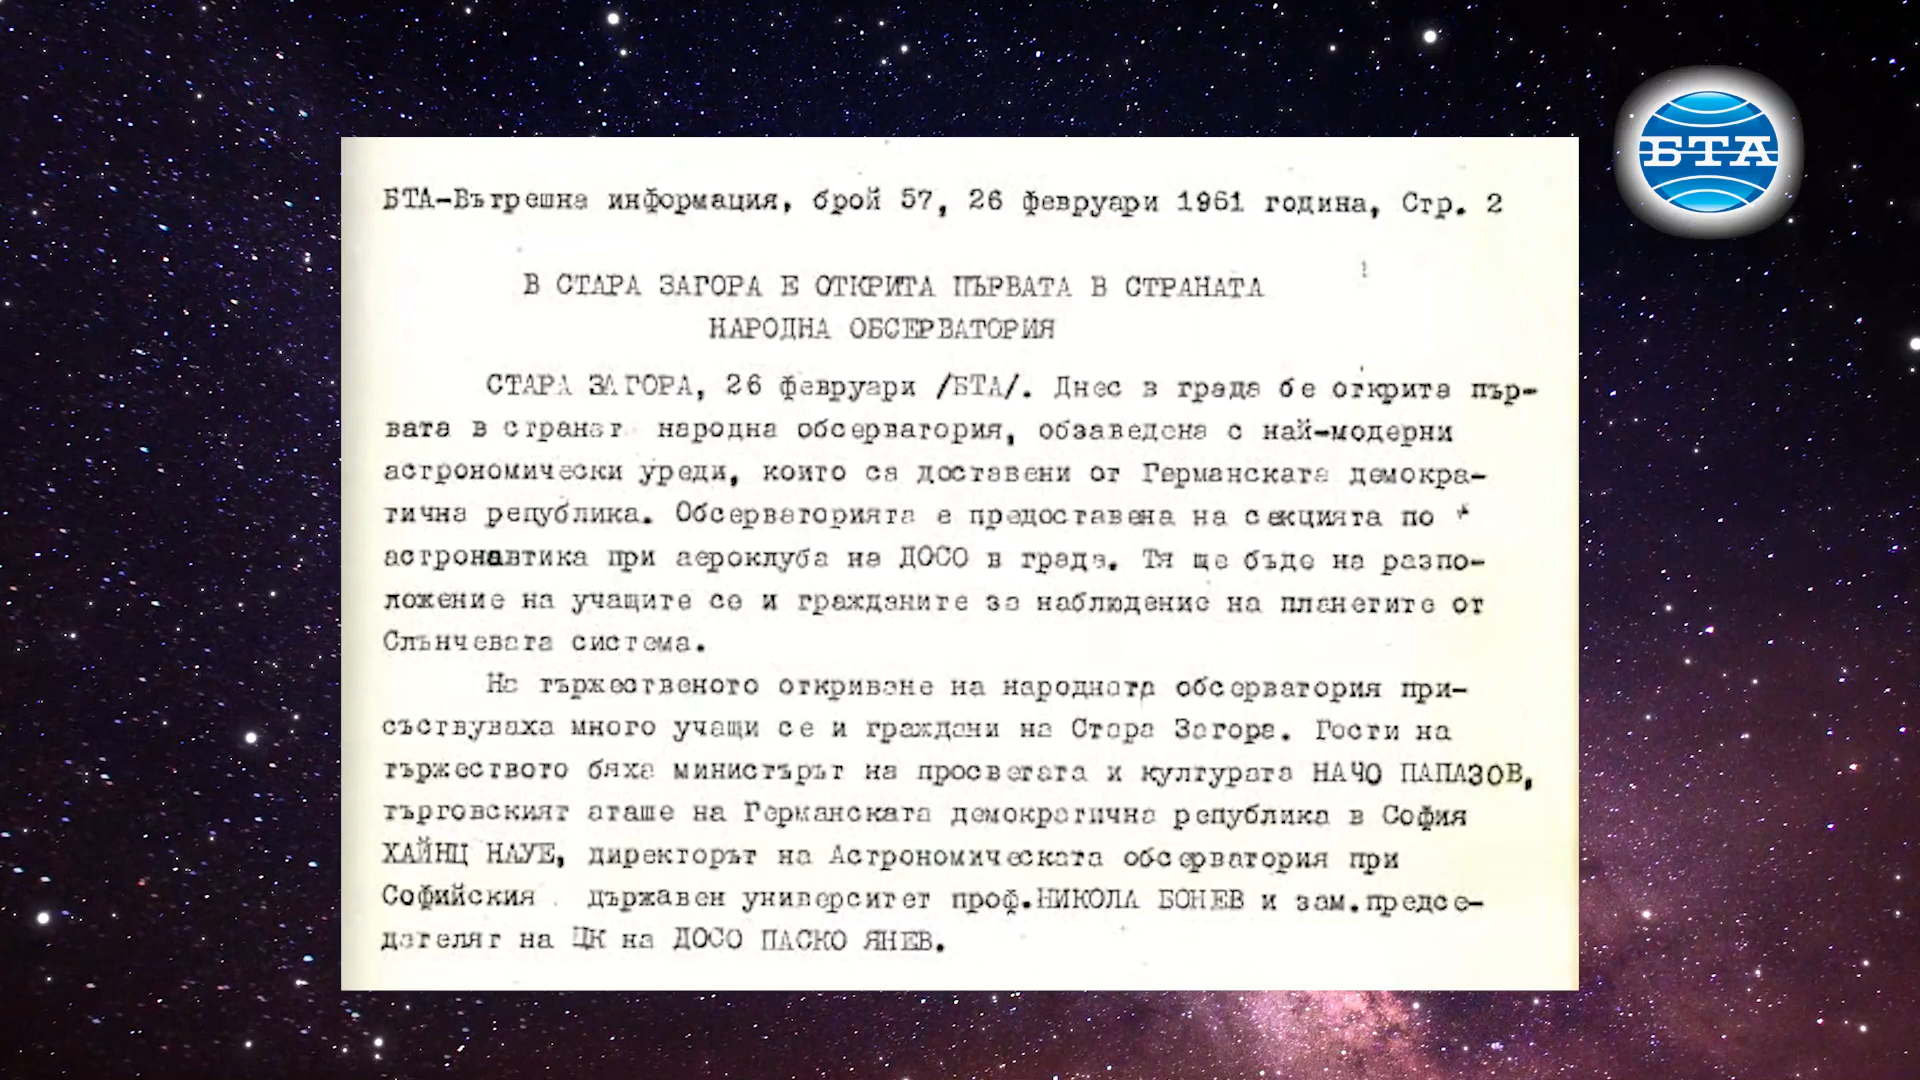 БТА
БТА-Вътрешна информация, брой 57, 26 февруари 1961 година, Стр. 2
В СТАРА ЗАГОРА Е ОТКРИТА ПЪРВАТА В СТРАНАТА
НАРОДНА ОБСЕРВАТОРИЯ
СТАРА ЗАГОРА, 26 февруари /БТА/. Днес в града бе открита пър-
вата в странат народна обсерватория, обзаведена с най-модерни
астрономически уреди, които са доставени от Германската демокра-
тична република. Обсерваторията е предоставена на секцията по
астронавтика при аероклуба на ДОСО в града. Тя ще бъде на разпо-
ложение на учащите се и гражданите за наблюдение на планетите от
Слънчевата система.
На тържественото откриване на народната обсерватория при-
съствуваха много учащи се и граждани на Стара Загора. Гости на
тържеството бяха министърът на просветата и културата НАЧО ПАПАЗОВ,
търговският аташе на Германската демократична република в София
ХАЙНЦ НАУЕ, директорът на Астрономическата обсерватория при
Софийския държавен университет проф.НИКОЛА БОНЕВ и зам.предсе-
дателят на ЦК на ДОСО ПАСКО ЯНЕВ.